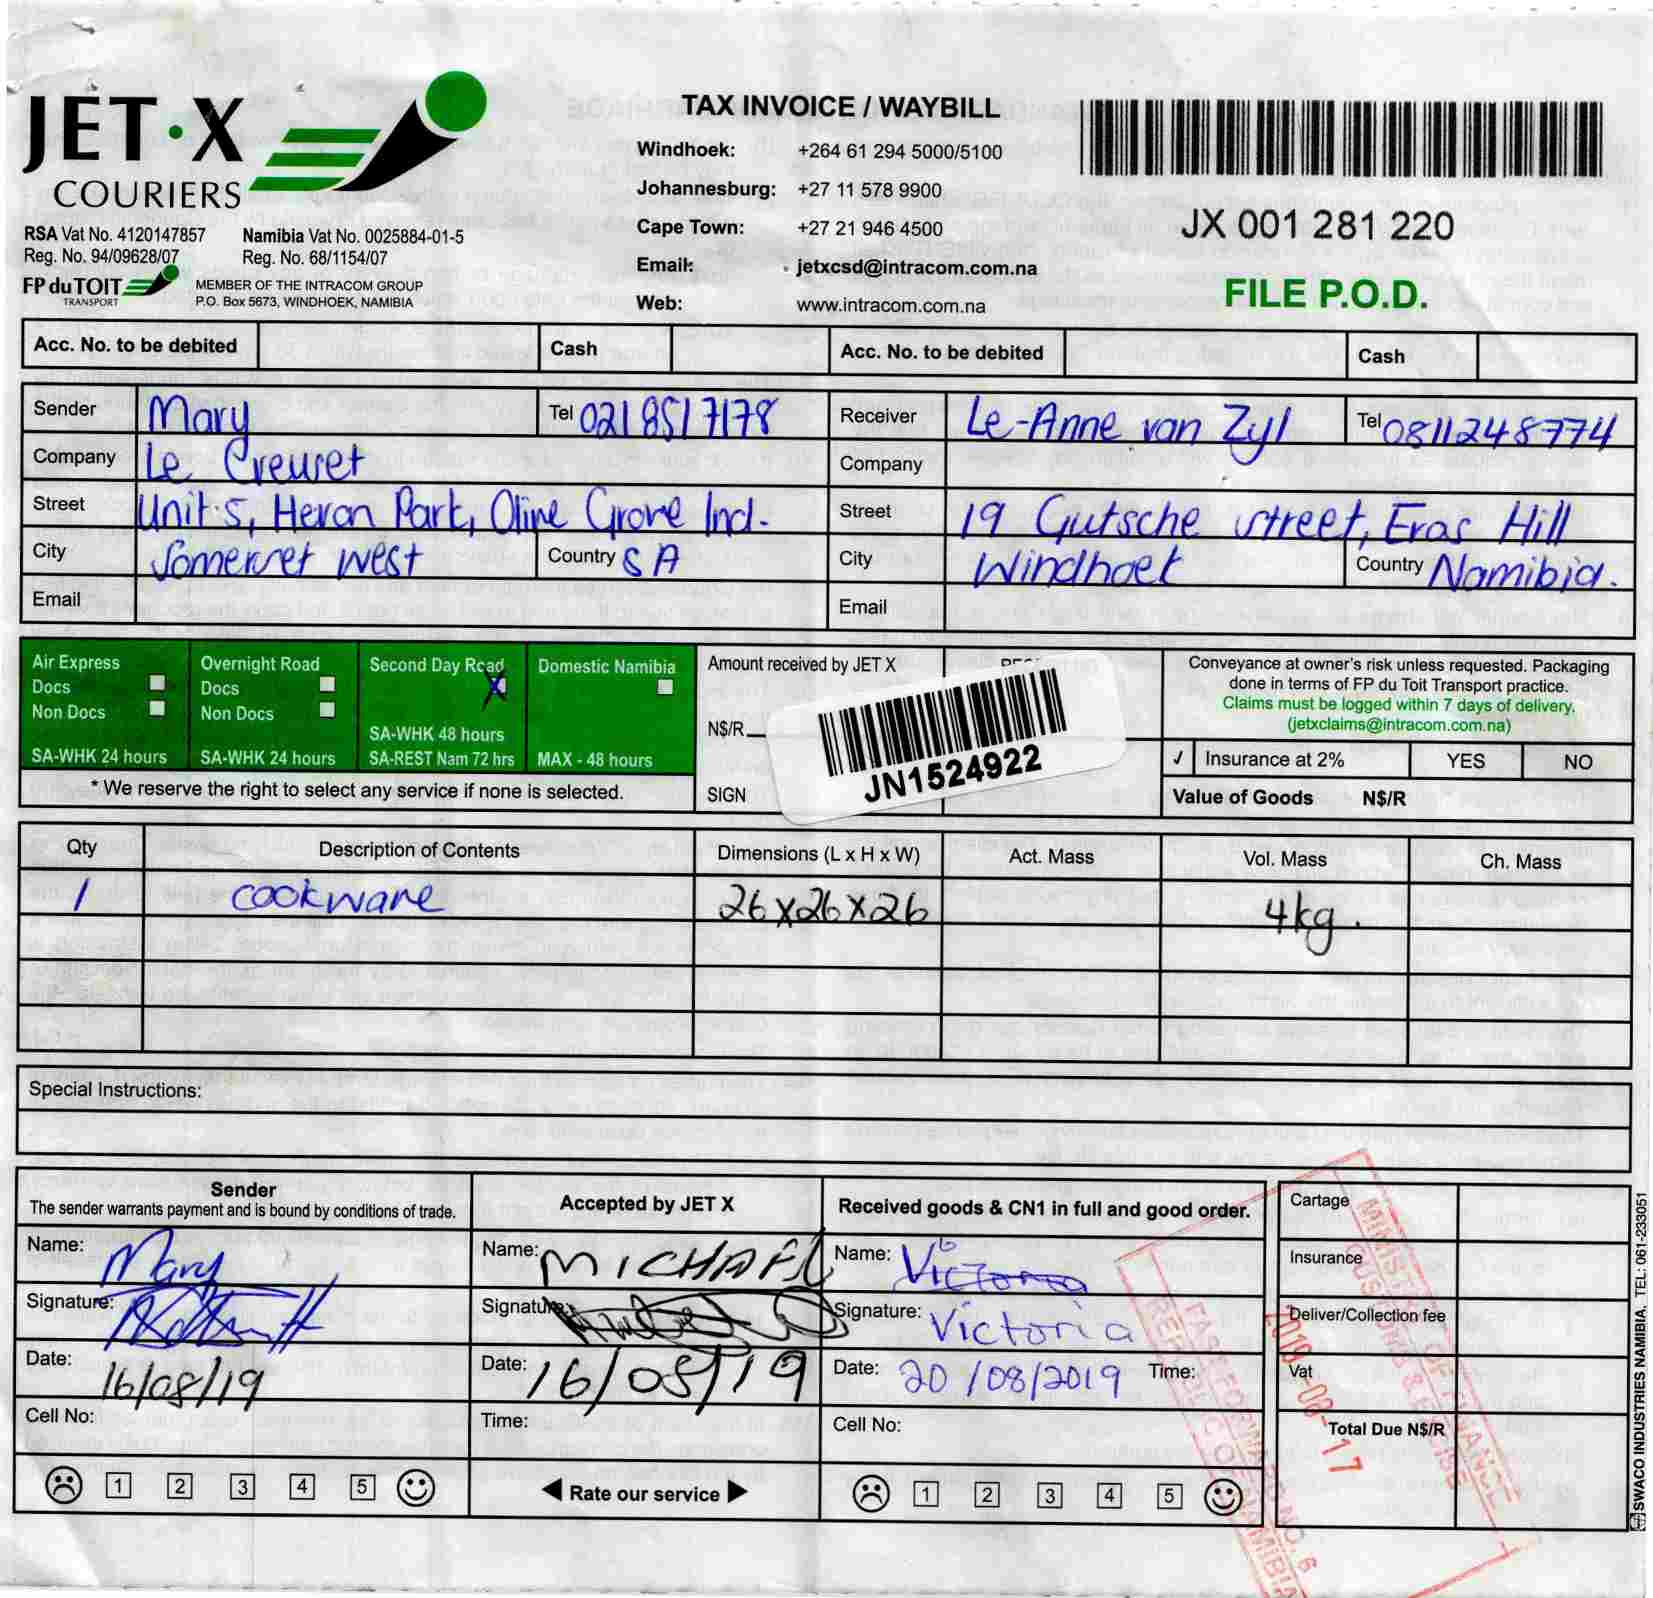 JET·X
COURIERS
RSA Vat No. 4120147857
Reg. No. 94/09628/07
Namibia Vat No. 0025884-01-5
Reg. No. 68/1154/07
FP du TOIT
TRANSPORT
MEMBER OF THE INTRACOM GROUP
P.O. Box 5673, WINDHOEK, NAMIBIA
TAX INVOICE / WAYBILL
Windhoek: +264 61 294 5000/5100
Johannesburg: +27 11 578 9900
Cape Town: +27 21 946 4500
Email: jetxcsd@intracom.com.na
Web: www.intracom.com.na
JX 001 281 220
FILE P.O.D.
Acc. No. to be debited Cash Acc. No. to be debited Cash
Sender Mary Tel 0218517178
Company Le Creuset
Street Unit 5, Heron Park, Olive Grove Ind.
City Somerset West Country SA
Email
Receiver Le-Anne van Zyl Tel 0811248774
Company
Street 19 Gutsche street, Eros Hill
City Windhoek Country Namibia.
Email
Air Express
Docs
Non Docs
SA-WHK 24 hours
Overnight Road
Docs
Non Docs
SA-WHK 24 hours
Second Day Road
X
SA-WHK 48 hours
SA-REST Nam 72 hrs
Domestic Namibia
MAX - 48 hours
* We reserve the right to select any service if none is selected.
Amount received by JET X
N$/R
SIGN
JN1524922
Conveyance at owner's risk unless requested. Packaging
done in terms of FP du Toit Transport practice.
Claims must be logged within 7 days of delivery.
(jetxclaims@intracom.com.na)
✓ Insurance at 2% YES NO
Value of Goods N$/R
Qty Description of Contents Dimensions (L x H x W) Act. Mass Vol. Mass Ch. Mass
1 cookware 26x26x26 4kg.
Special Instructions:
Sender
The sender warrants payment and is bound by conditions of trade.
Name: Mary
Signature:
Date: 16/08/19
Cell No:
1 2 3 4 5
Accepted by JET X
Name: MICHAEL
Signature:
Date: 16/08/19
Time:
Rate our service
Received goods & CN1 in full and good order.
Name: Victoria
Signature: Victoria
Date: 20/08/2019 Time:
Cell No:
1 2 3 4 5
Cartage
Insurance
Deliver/Collection fee
Vat
Total Due N$/R
MINISTRY OF FINANCE
CUSTOMS & EXCISE
2019-08-17
REPUBLIC OF NAMIBIA
SWACO INDUSTRIES NAMIBIA. TEL: 061-233051